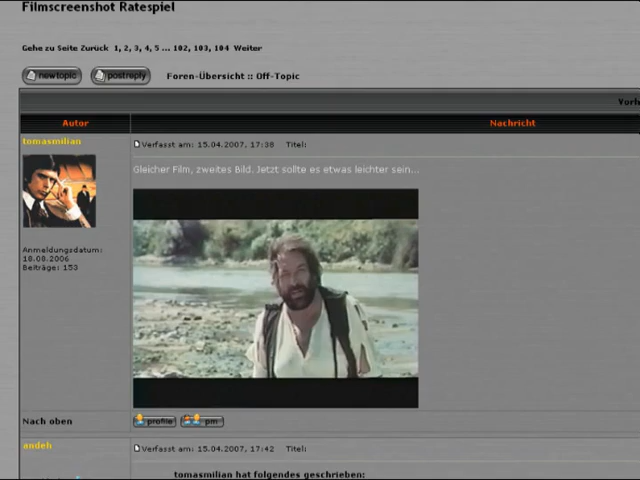 Filmscreenshot Ratespiel
Gehe zu Seite Zurück 1, 2, 3, 4, 5 ... 102, 103, 104 Weiter
newtopic postreply Foren-Übersicht :: Off-Topic
Vorh
Autor Nachricht
tomasmilian
Verfasst am: 15.04.2007, 17:38 Titel:
Gleicher Film, zweites Bild. Jetzt sollte es etwas leichter sein...
Anmeldungsdatum:
18.08.2006
Beiträge: 153
Nach oben profile pm
andeh
Verfasst am: 15.04.2007, 17:42 Titel:
tomasmilian hat folgendes geschrieben: